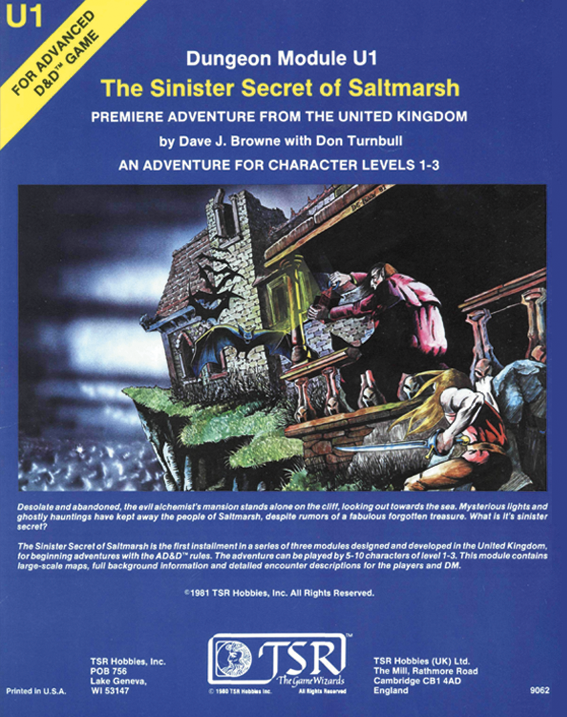 U1
FOR ADVANCED
D&D™ GAME
Dungeon Module U1
The Sinister Secret of Saltmarsh
PREMIERE ADVENTURE FROM THE UNITED KINGDOM
by Dave J. Browne with Don Turnbull
AN ADVENTURE FOR CHARACTER LEVELS 1-3
Desolate and abandoned, the evil alchemist's mansion stands alone on the cliff, looking out towards the sea. Mysterious lights and
ghostly hauntings have kept away the people of Saltmarsh, despite rumors of a fabulous forgotten treasure. What is it's sinister
secret?
The Sinister Secret of Saltmarsh is the first installment in a series of three modules designed and developed in the United Kingdom,
for beginning adventures with the AD&D™ rules. The adventure can be played by 5-10 characters of level 1-3. This module contains
large-scale maps, full background information and detailed encounter descriptions for the players and DM.
©1981 TSR Hobbies, Inc. All Rights Reserved.
TSR Hobbies, Inc.
POB 756
Lake Geneva,
WI 53147
TSR™
The Game Wizards
© 1980 TSR Hobbies Inc. All Rights Reserved
TSR Hobbies (UK) Ltd.
The Mill, Rathmore Road
Cambridge CB1 4AD
England
Printed in U.S.A.
9062